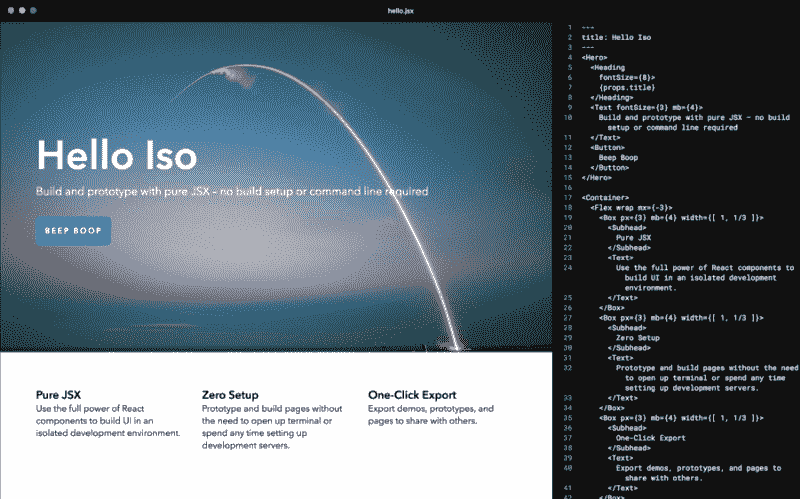 hello.jsx
Hello Iso
Build and prototype with pure JSX – no build setup or command line required
BEEP BOOP
Pure JSX
Use the full power of React
components to build UI in an
isolated development environment.
Zero Setup
Prototype and build pages without
the need to open up terminal or
spend any time setting up
development servers.
One-Click Export
Export demos, prototypes, and
pages to share with others.
1 ---
2 title: Hello Iso
3 ---
4 <Hero>
5 <Heading
6 fontSize={8}>
7 {props.title}
8 </Heading>
9 <Text fontSize={3} mb={4}>
10 Build and prototype with pure JSX – no build
setup or command line required
11 </Text>
12 <Button>
13 Beep Boop
14 </Button>
15 </Hero>
16
17 <Container>
18 <Flex wrap mx={-3}>
19 <Box px={3} mb={4} width={[ 1, 1/3 ]}>
20 <Subhead>
21 Pure JSX
22 </Subhead>
23 <Text>
24 Use the full power of React components to
build UI in an isolated development
environment.
25 </Text>
26 </Box>
27 <Box px={3} mb={4} width={[ 1, 1/3 ]}>
28 <Subhead>
29 Zero Setup
30 </Subhead>
31 <Text>
32 Prototype and build pages without the need
to open up terminal or spend any time
setting up development servers.
33 </Text>
34 </Box>
35 <Box px={3} mb={4} width={[ 1, 1/3 ]}>
36 <Subhead>
37 One-Click Export
38 </Subhead>
39 <Text>
40 Export demos, prototypes, and pages to
share with others.
41 </Text>
42 </Box>